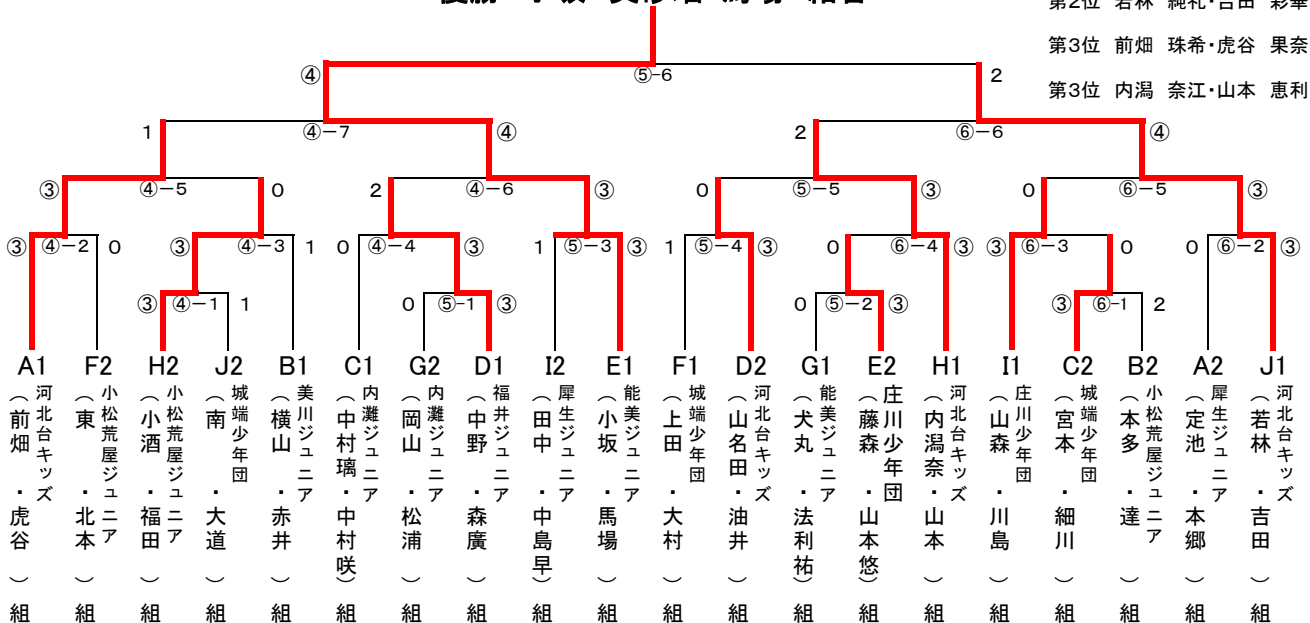 第2位 若林 純礼・吉田 彩華
第3位 前畑 珠希・虎谷 果奈
第3位 内潟 奈江・山本 恵利
④ ⑤-6 2
1 ④-7 ④ 2 ⑥-6 ④
③ ④-5 0 2 ④-6 ③ 0 ⑤-5 ③ 0 ⑥-5 ③
③ ④-2 0 ③ ④-3 1 0 ④-4 ③ 1 ⑤-3 ③ 1 ⑤-4 ③ 0 ⑥-4 ③ ③ ⑥-3 0 0 ⑥-2 ③
③ ④-1 1 0 ⑤-1 ③ 0 ⑤-2 ③ ③ ⑥-1 2
A1 F2 H2 J2 B1 C1 G2 D1 I2 E1 F1 D2 G1 E2 H1 I1 C2 B2 A2 J1
河北台キッズ
(前畑・虎谷)組
小松荒屋ジュニア
(東・北本)組
小松荒屋ジュニア
(小酒・福田)組
城端少年団
(南・大道)組
美川ジュニア
(横山・赤井)組
内灘ジュニア
(中村璃・中村咲)組
内灘ジュニア
(岡山・松浦)組
福井ジュニア
(中野・森廣)組
犀生ジュニア
(田中・中島早)組
能美ジュニア
(小坂・馬場)組
城端少年団
(上田・大村)組
河北台キッズ
(山名田・油井)組
能美ジュニア
(犬丸・法利祐)組
庄川少年団
(藤森・山本悠)組
河北台キッズ
(内潟奈・山本)組
庄川少年団
(山森・川島)組
城端少年団
(宮本・細川)組
小松荒屋ジュニア
(本多・達)組
犀生ジュニア
(定池・本郷)組
河北台キッズ
(若林・吉田)組